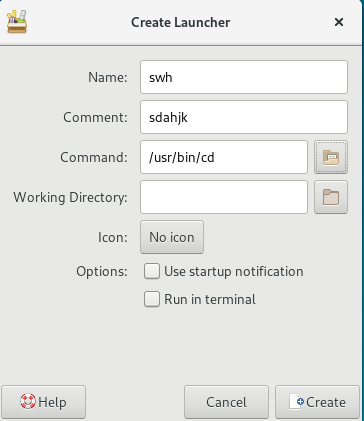 Create Launcher
Name: swh
Comment: sdahjk
Command: /usr/bin/cd
Working Directory:
Icon: No icon
Options: Use startup notification
Run in terminal
Help Cancel Create